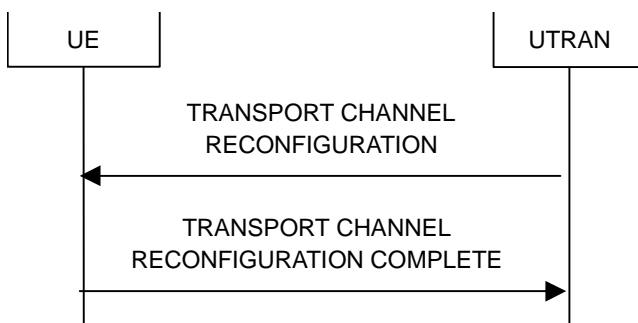 UE
UTRAN
TRANSPORT CHANNEL
RECONFIGURATION
TRANSPORT CHANNEL
RECONFIGURATION COMPLETE